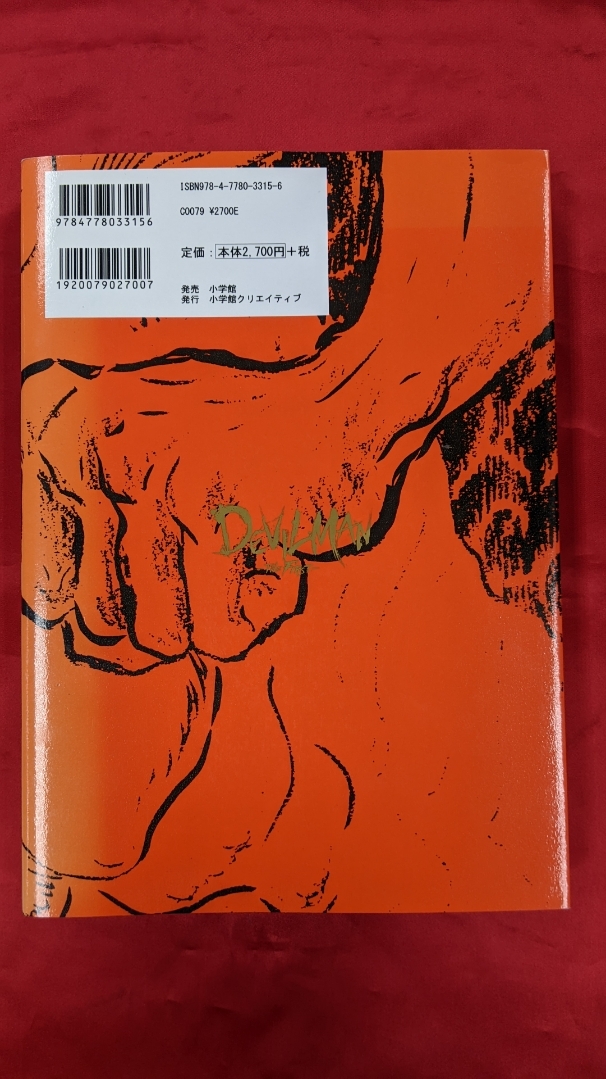 ISBN978-4-7780-3315-6
9784778033156
C0079 ¥2700E
定価：本体2,700円＋税
1920079027007
発売　小学館
発行　小学館クリエイティブ
DEVILMAN